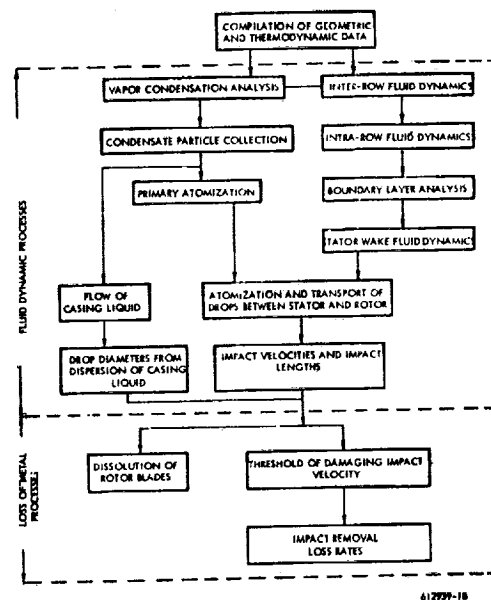 COMPILATION OF GEOMETRIC
AND THERMODYNAMIC DATA
VAPOR CONDENSATION ANALYSIS
INTER-ROW FLUID DYNAMICS
CONDENSATE PARTICLE COLLECTION
INTRA-ROW FLUID DYNAMICS
PRIMARY ATOMIZATION
BOUNDARY LAYER ANALYSIS
STATOR WAKE FLUID DYNAMICS
FLUID DYNAMIC PROCESSES
FLOW OF
CASING LIQUID
ATOMIZATION AND TRANSPORT OF
DROPS BETWEEN STATOR AND ROTOR
DROP DIAMETERS FROM
DISPERSION OF CASING
LIQUID
IMPACT VELOCITIES AND IMPACT
LENGTHS
LOSS OF METAL
PROCESSES
DISSOLUTION OF
ROTOR BLADES
THRESHOLD OF DAMAGING IMPACT
VELOCITY
IMPACT REMOVAL
LOSS RATES
612939-1B